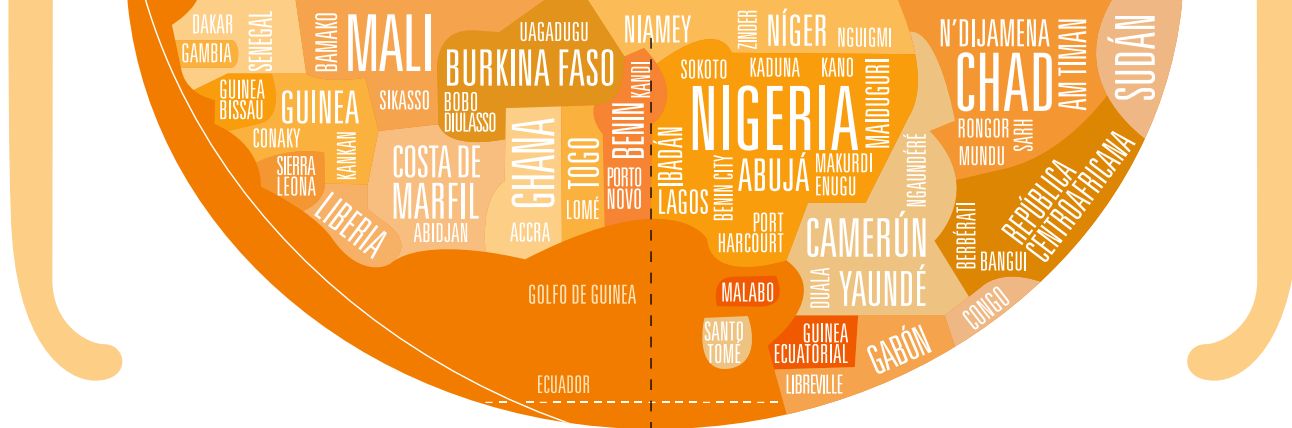 DAKAR
GAMBIA
SENEGAL
BAMAKO
MALI
SIKASSO
UAGADUGU
BURKINA FASO
BOBO
DIULASSO
NIAMEY
ZINDER
NÍGER
NGUIGMI
N'DIJAMENA
CHAD
AM TIMAN
RONGOR
SARH
MUNDU
SUDÁN
GUINEA
BISSAU
GUINEA
CONAKY
KANKAN
SIERRA
LEONA
LIBERIA
COSTA DE
MARFIL
ABIDJAN
GHANA
ACCRA
TOGO
LOMÉ
KANDI
BENIN
PORTO
NOVO
SOKOTO
KADUNA
KANO
MAIDUGURI
NIGERIA
IBADÁN
LAGOS
BENIN CITY
ABUJÁ
MAKURDI
ENUGU
PORT
HARCOURT
NGAUNDÉRÉ
CAMERÚN
DUALA
YAUNDÉ
REPÚBLICA
CENTROAFRICANA
BERBÉRATI
BANGUI
GOLFO DE GUINEA
MALABO
SANTO
TOMÉ
GUINEA
ECUATORIAL
GABÓN
LIBREVILLE
CONGO
ECUADOR